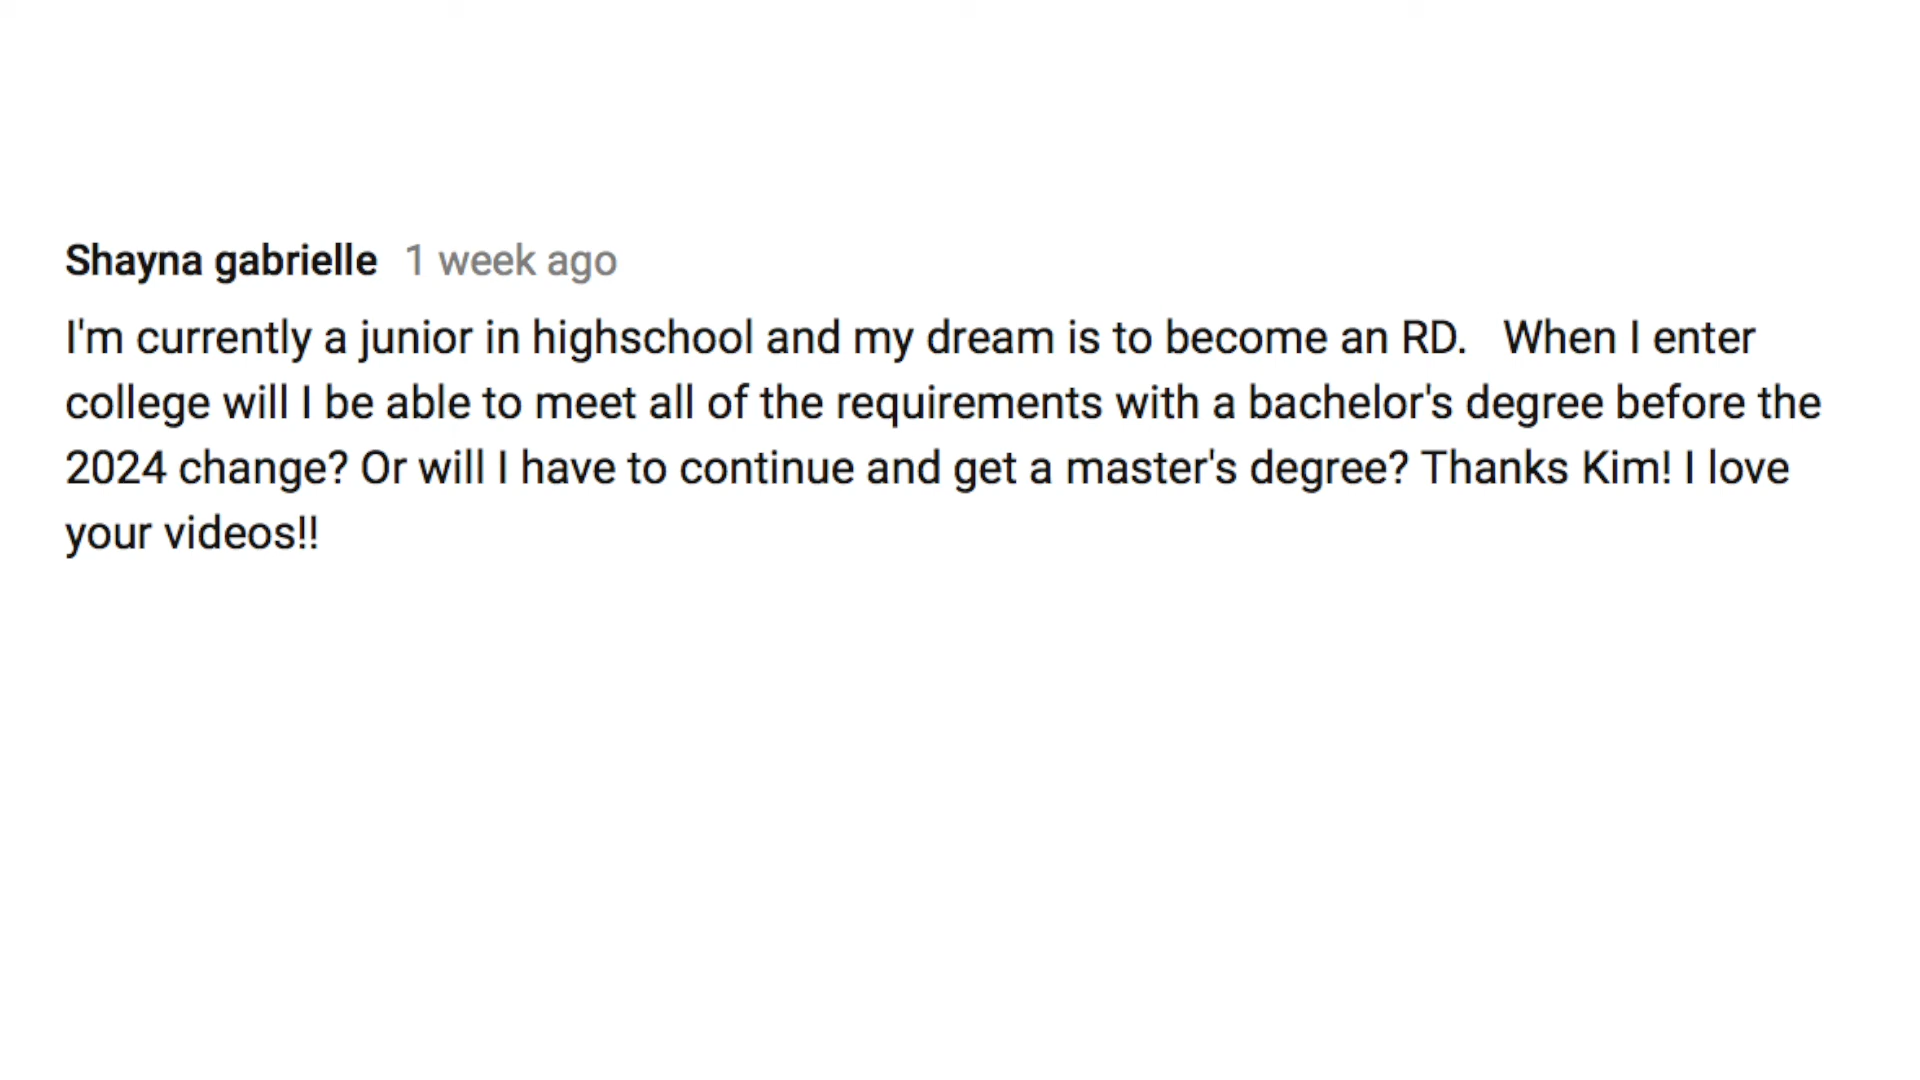 Shayna gabrielle 1 week ago
I'm currently a junior in highschool and my dream is to become an RD.   When I enter
college will I be able to meet all of the requirements with a bachelor's degree before the
2024 change? Or will I have to continue and get a master's degree? Thanks Kim! I love
your videos!!